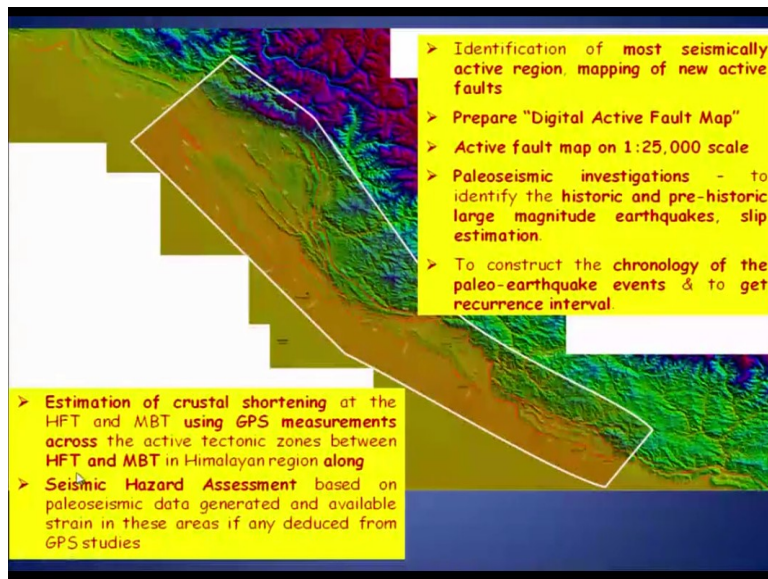 Identification of most seismically
active region, mapping of new active
faults
Prepare "Digital Active Fault Map"
Active fault map on 1:25,000 scale
Paleoseismic investigations - to
identify the historic and pre-historic
large magnitude earthquakes, slip
estimation.
To construct the chronology of the
paleo-earthquake events & to get
recurrence interval.
Estimation of crustal shortening at the
HFT and MBT using GPS measurements
across the active tectonic zones between
HFT and MBT in Himalayan region along
Seismic Hazard Assessment based on
paleoseismic data generated and available
strain in these areas if any deduced from
GPS studies